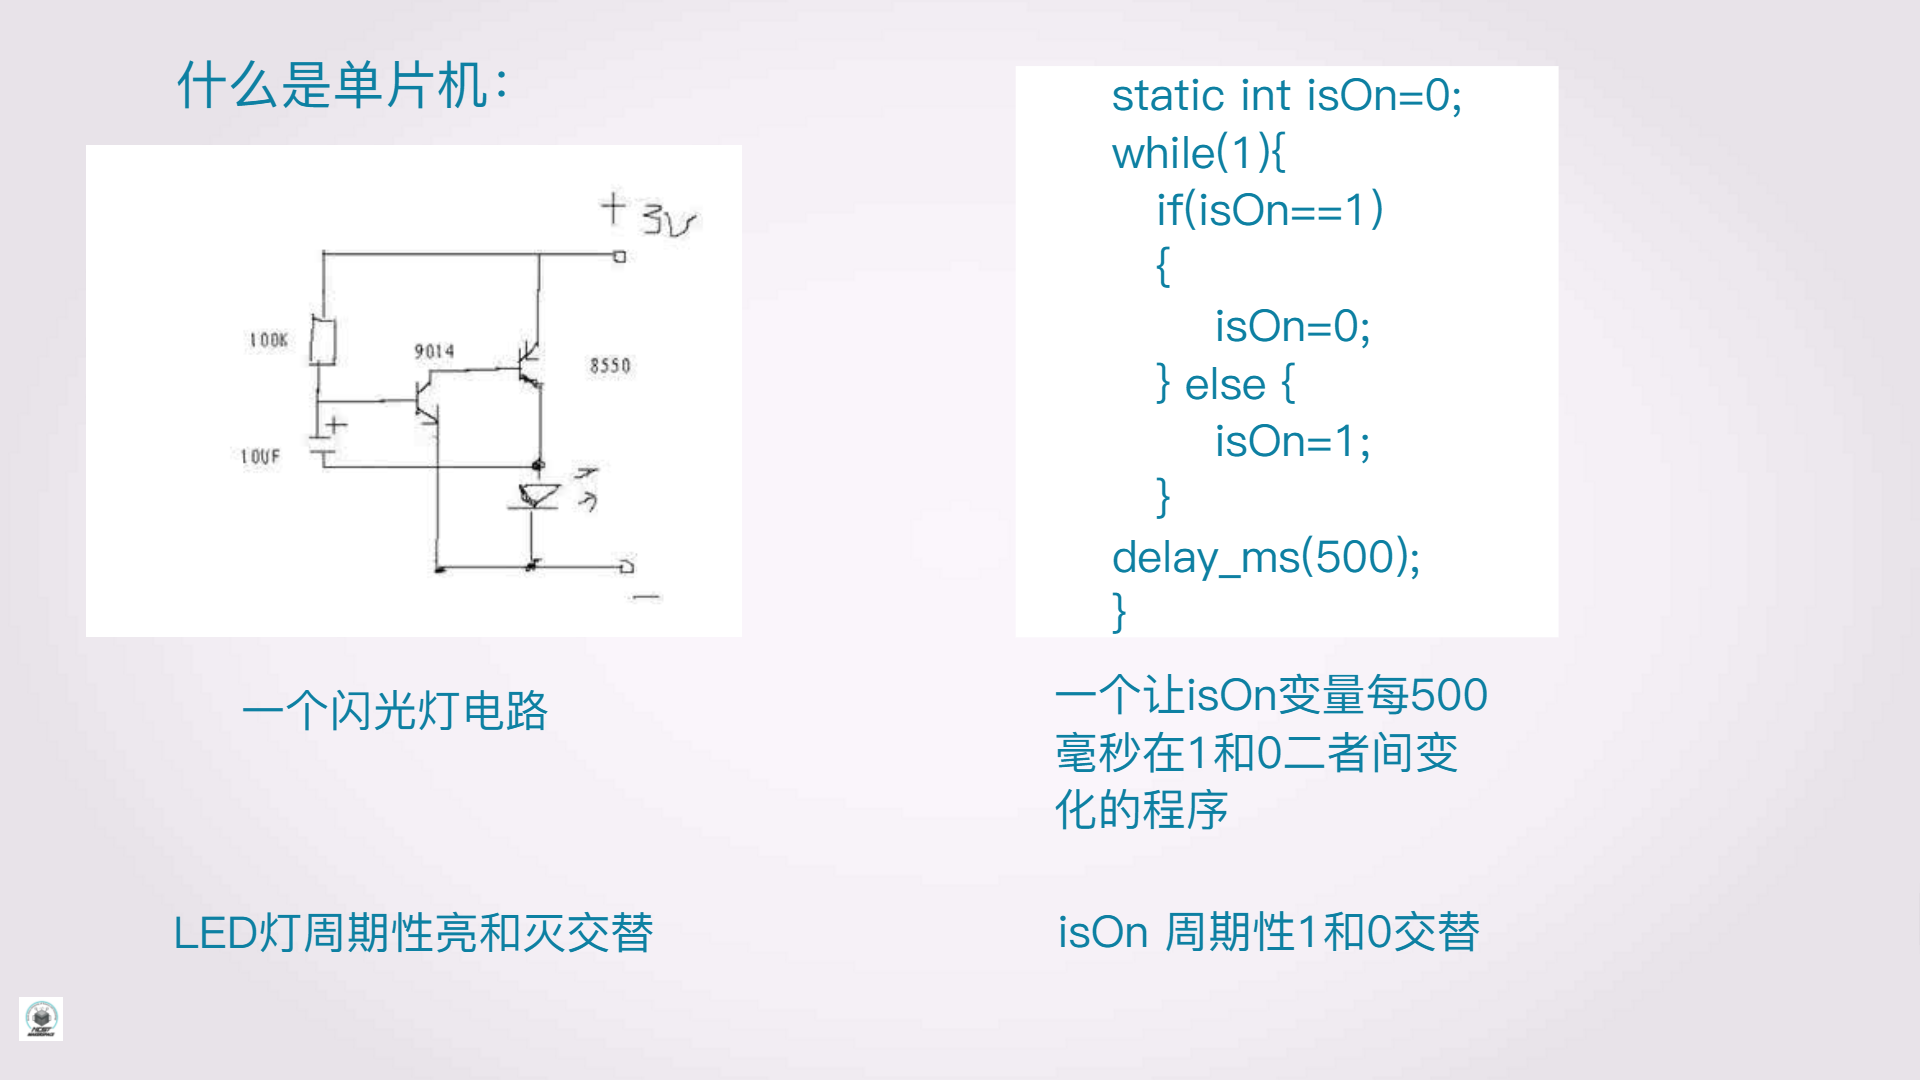 什么是单片机：
+3V
100K
9014
8550
+
10UF
—
一个闪光灯电路
LED灯周期性亮和灭交替
static int isOn=0;
while(1){
if(isOn==1)
{
isOn=0;
} else {
isOn=1;
}
delay_ms(500);
}
一个让isOn变量每500
毫秒在1和0二者间变
化的程序
isOn 周期性1和0交替